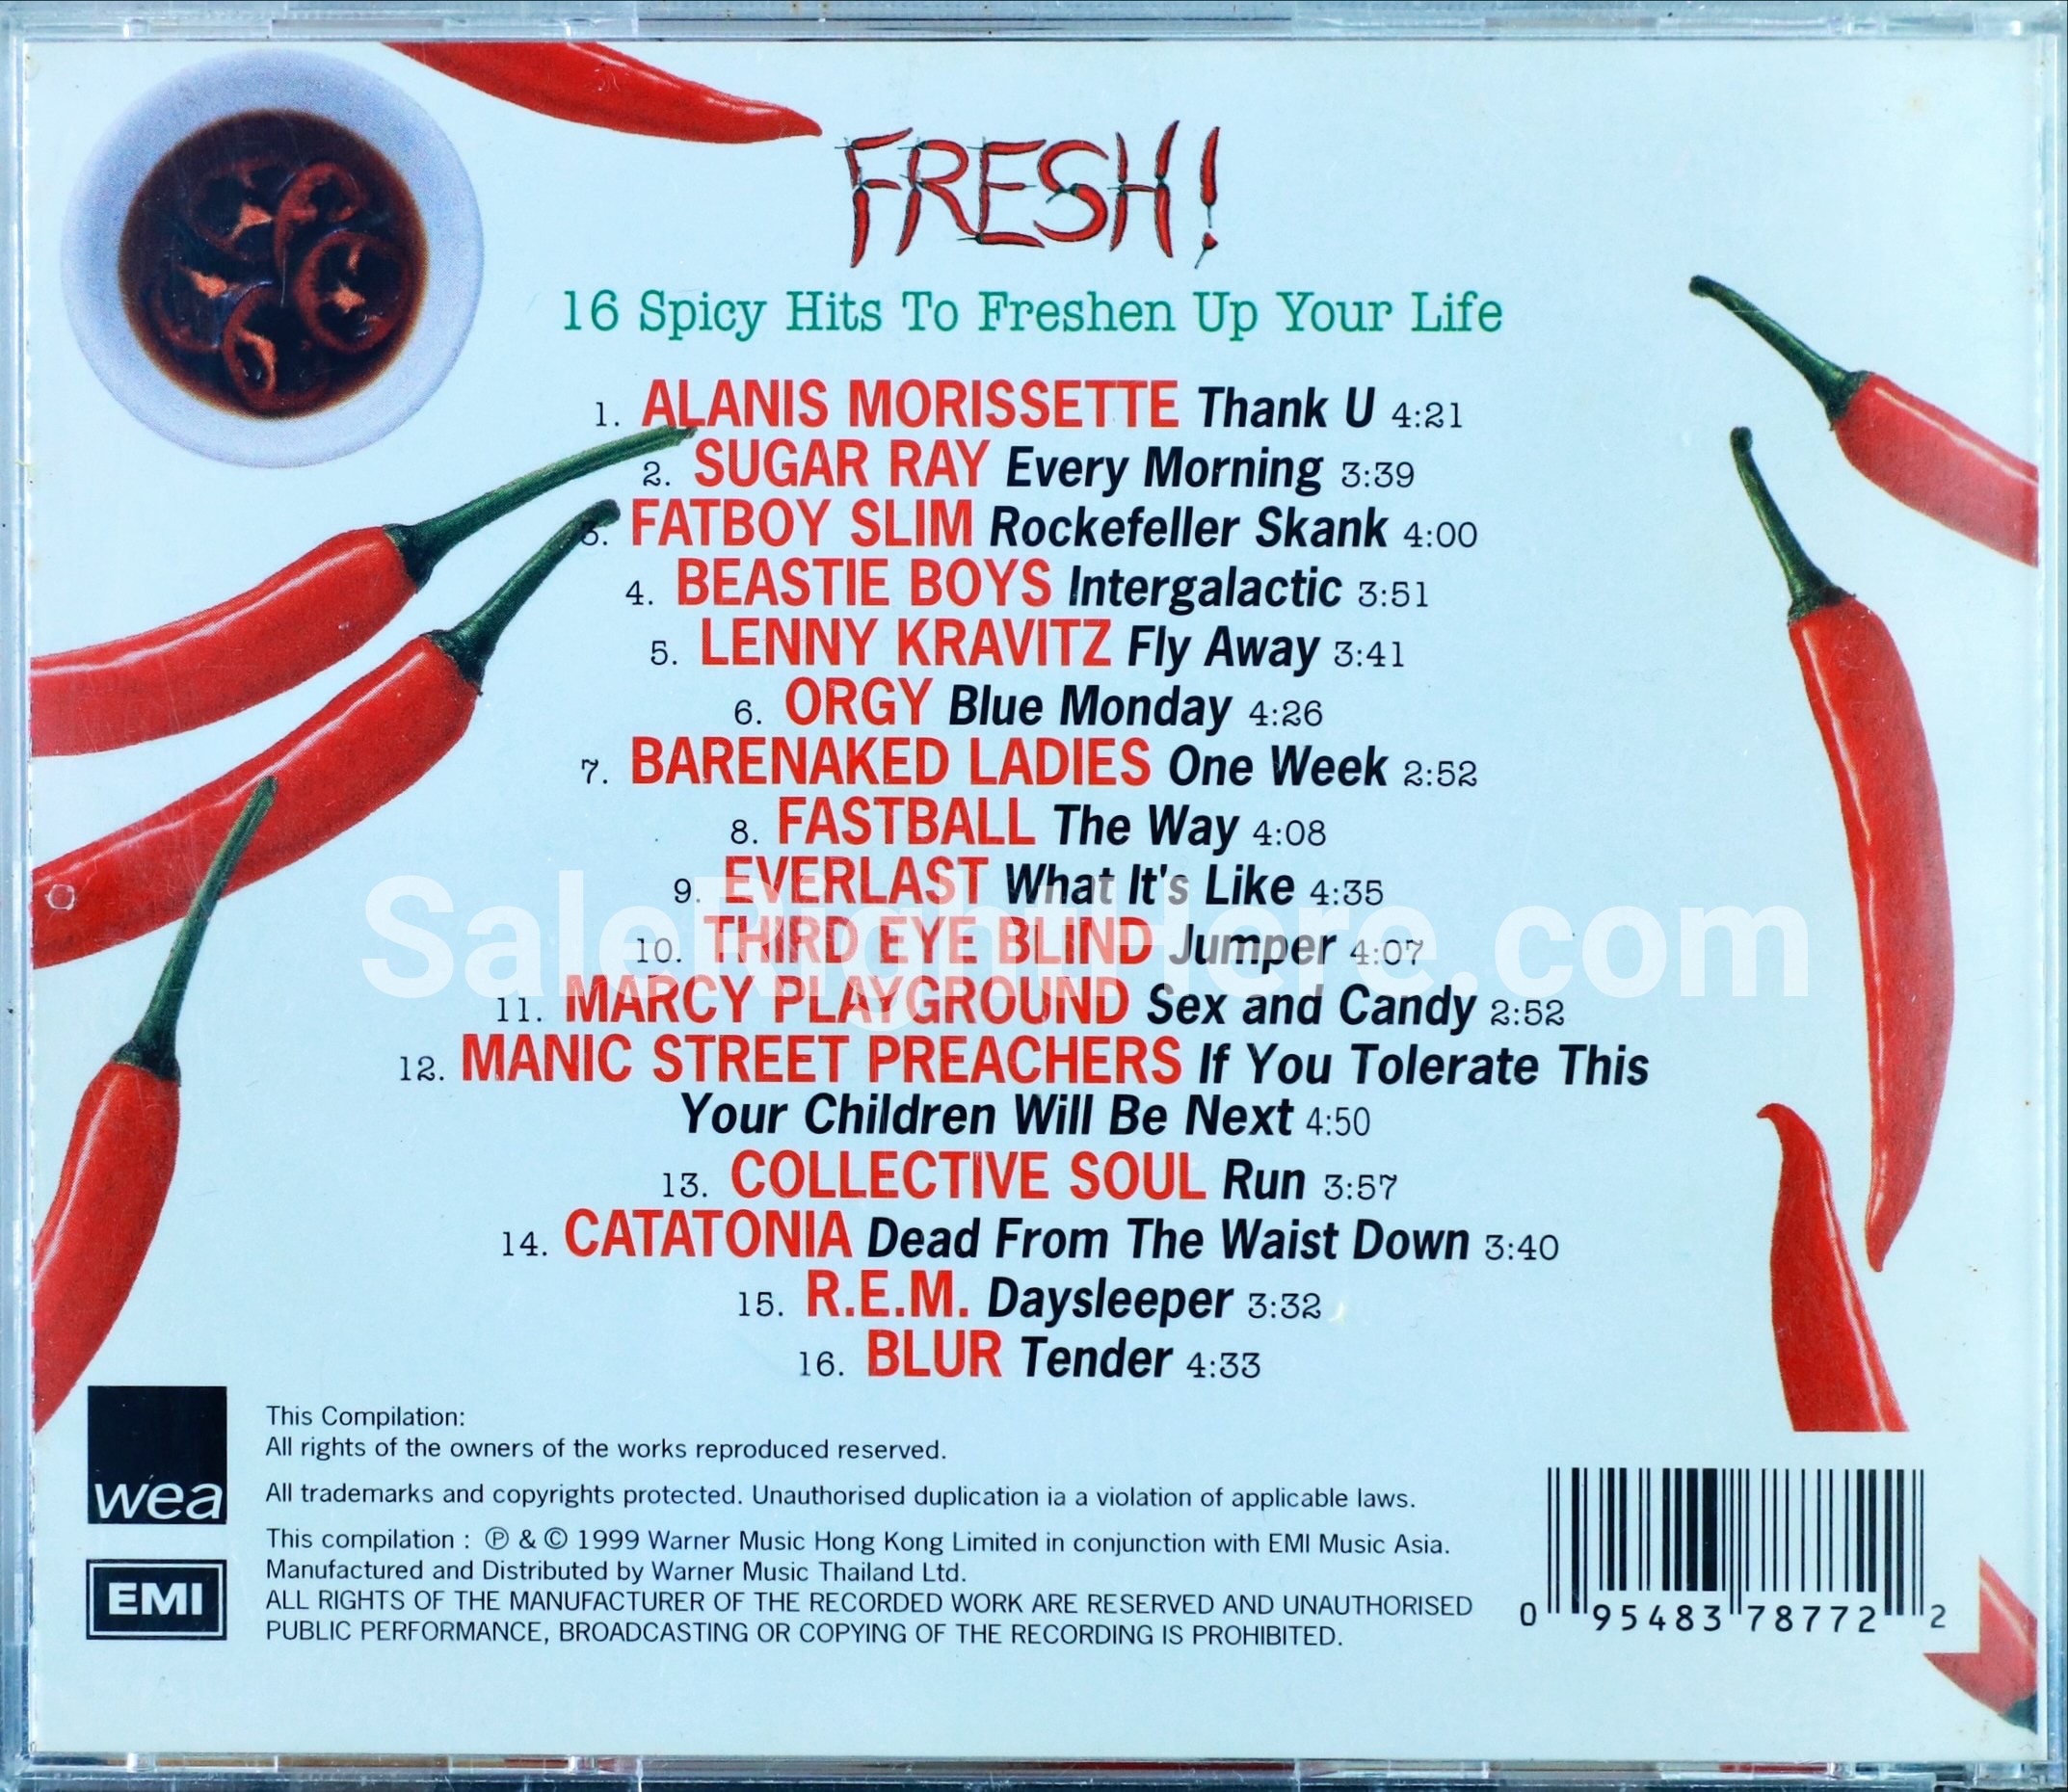 FRESH!
16 Spicy Hits To Freshen Up Your Life
1. ALANIS MORISSETTE Thank U 4:21
2. SUGAR RAY Every Morning 3:39
3. FATBOY SLIM Rockefeller Skank 4:00
4. BEASTIE BOYS Intergalactic 3:51
5. LENNY KRAVITZ Fly Away 3:41
6. ORGY Blue Monday 4:26
7. BARENAKED LADIES One Week 2:52
8. FASTBALL The Way 4:08
9. EVERLAST What It's Like 4:35
10. THIRD EYE BLIND Jumper 4:07
SaleRightHere.com
11. MARCY PLAYGROUND Sex and Candy 2:52
12. MANIC STREET PREACHERS If You Tolerate This
Your Children Will Be Next 4:50
13. COLLECTIVE SOUL Run 3:57
14. CATATONIA Dead From The Waist Down 3:40
15. R.E.M. Daysleeper 3:32
16. BLUR Tender 4:33
wea
EMI
This Compilation:
All rights of the owners of the works reproduced reserved.
All trademarks and copyrights protected. Unauthorised duplication ia a violation of applicable laws.
This compilation : ℗ & © 1999 Warner Music Hong Kong Limited in conjunction with EMI Music Asia.
Manufactured and Distributed by Warner Music Thailand Ltd.
ALL RIGHTS OF THE MANUFACTURER OF THE RECORDED WORK ARE RESERVED AND UNAUTHORISED
PUBLIC PERFORMANCE, BROADCASTING OR COPYING OF THE RECORDING IS PROHIBITED.
0 95483 78772 2